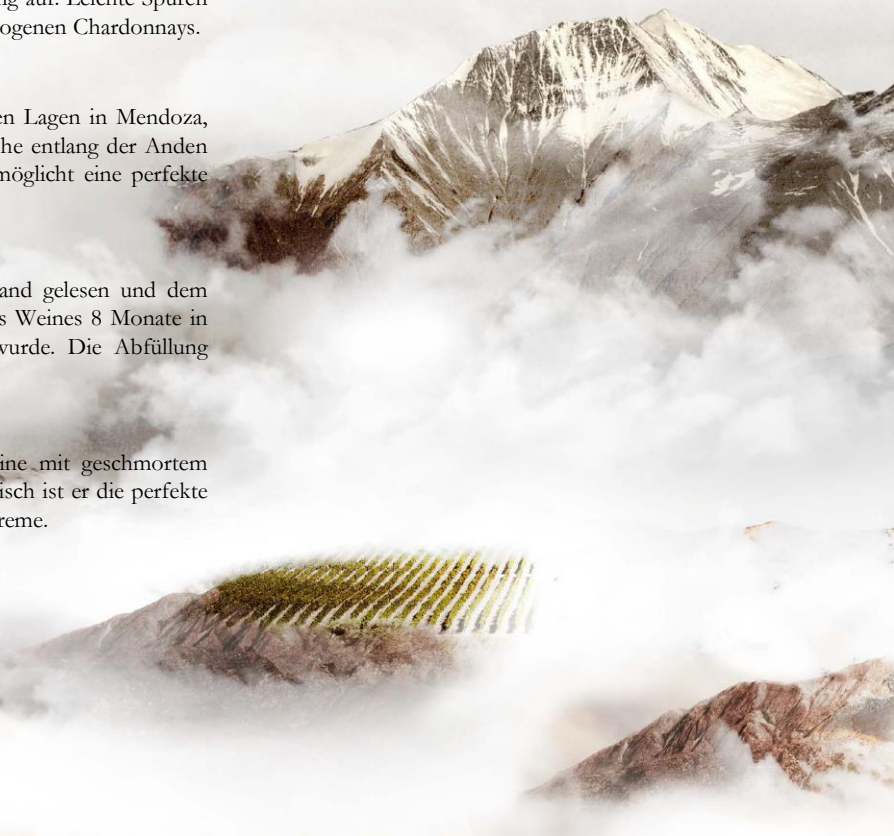 ng auf. Leichte Spuren
ogenen Chardonnays.
en Lagen in Mendoza,
he entlang der Anden
möglicht eine perfekte
and gelesen und dem
s Weines 8 Monate in
wurde. Die Abfüllung
ine mit geschmortem
isch ist er die perfekte
reme.